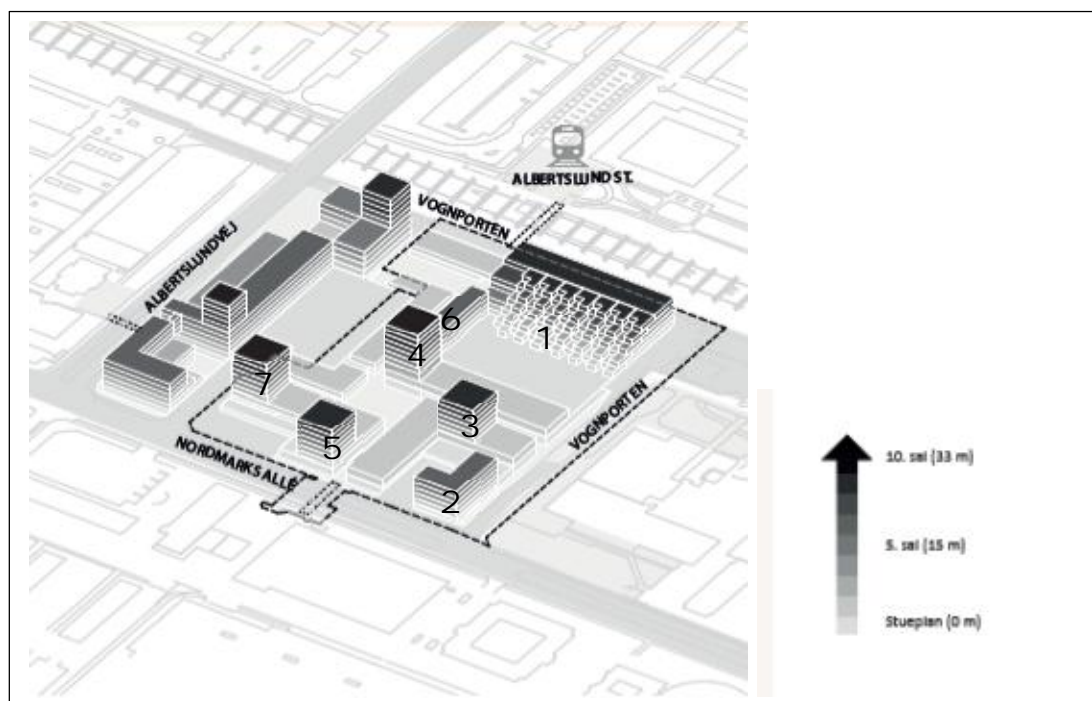 ALBERTSLUND ST.
VOGNPORTEN
ALBERTSLUNDVEJ
6
1
4
7
VOGNPORTEN
3
5
NORDMARKS ALLÉ
2
10. sal (33 m)
5. sal (15 m)
Stueplan (0 m)